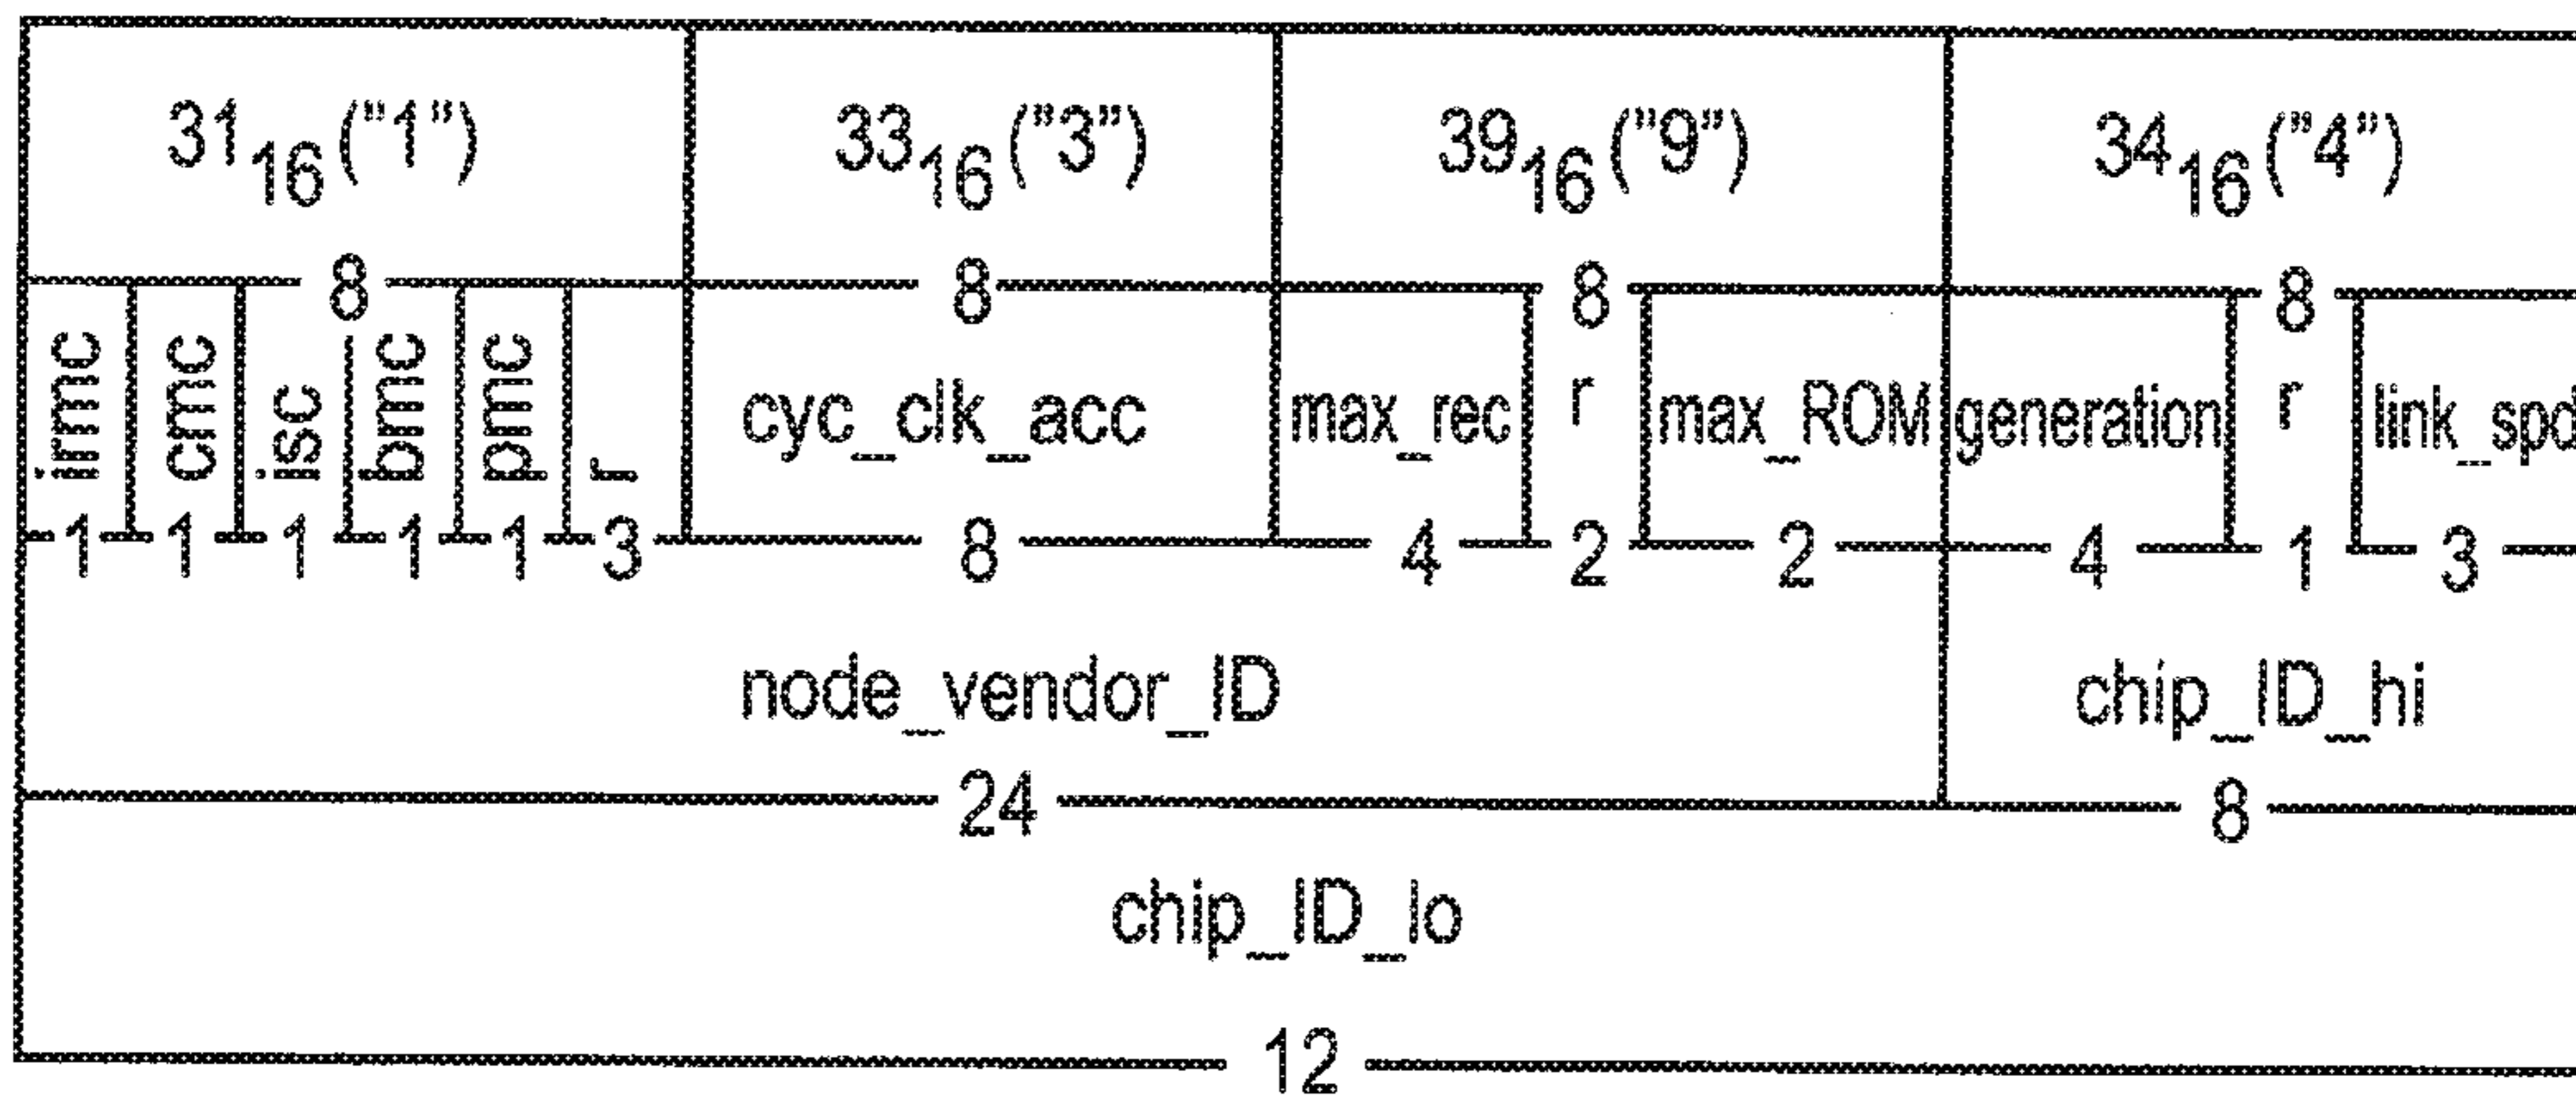 31₁₆ ("1") 33₁₆ ("3") 39₁₆ ("9") 34₁₆ ("4")
8 8 8 8
irmc cmc isc bmc pmc r cyc_clk_acc max_rec r max_ROM generation r link_spd
1 1 1 1 1 3 8 4 2 2 4 1 3
node_vendor_ID chip_ID_hi
24 8
chip_ID_lo
12